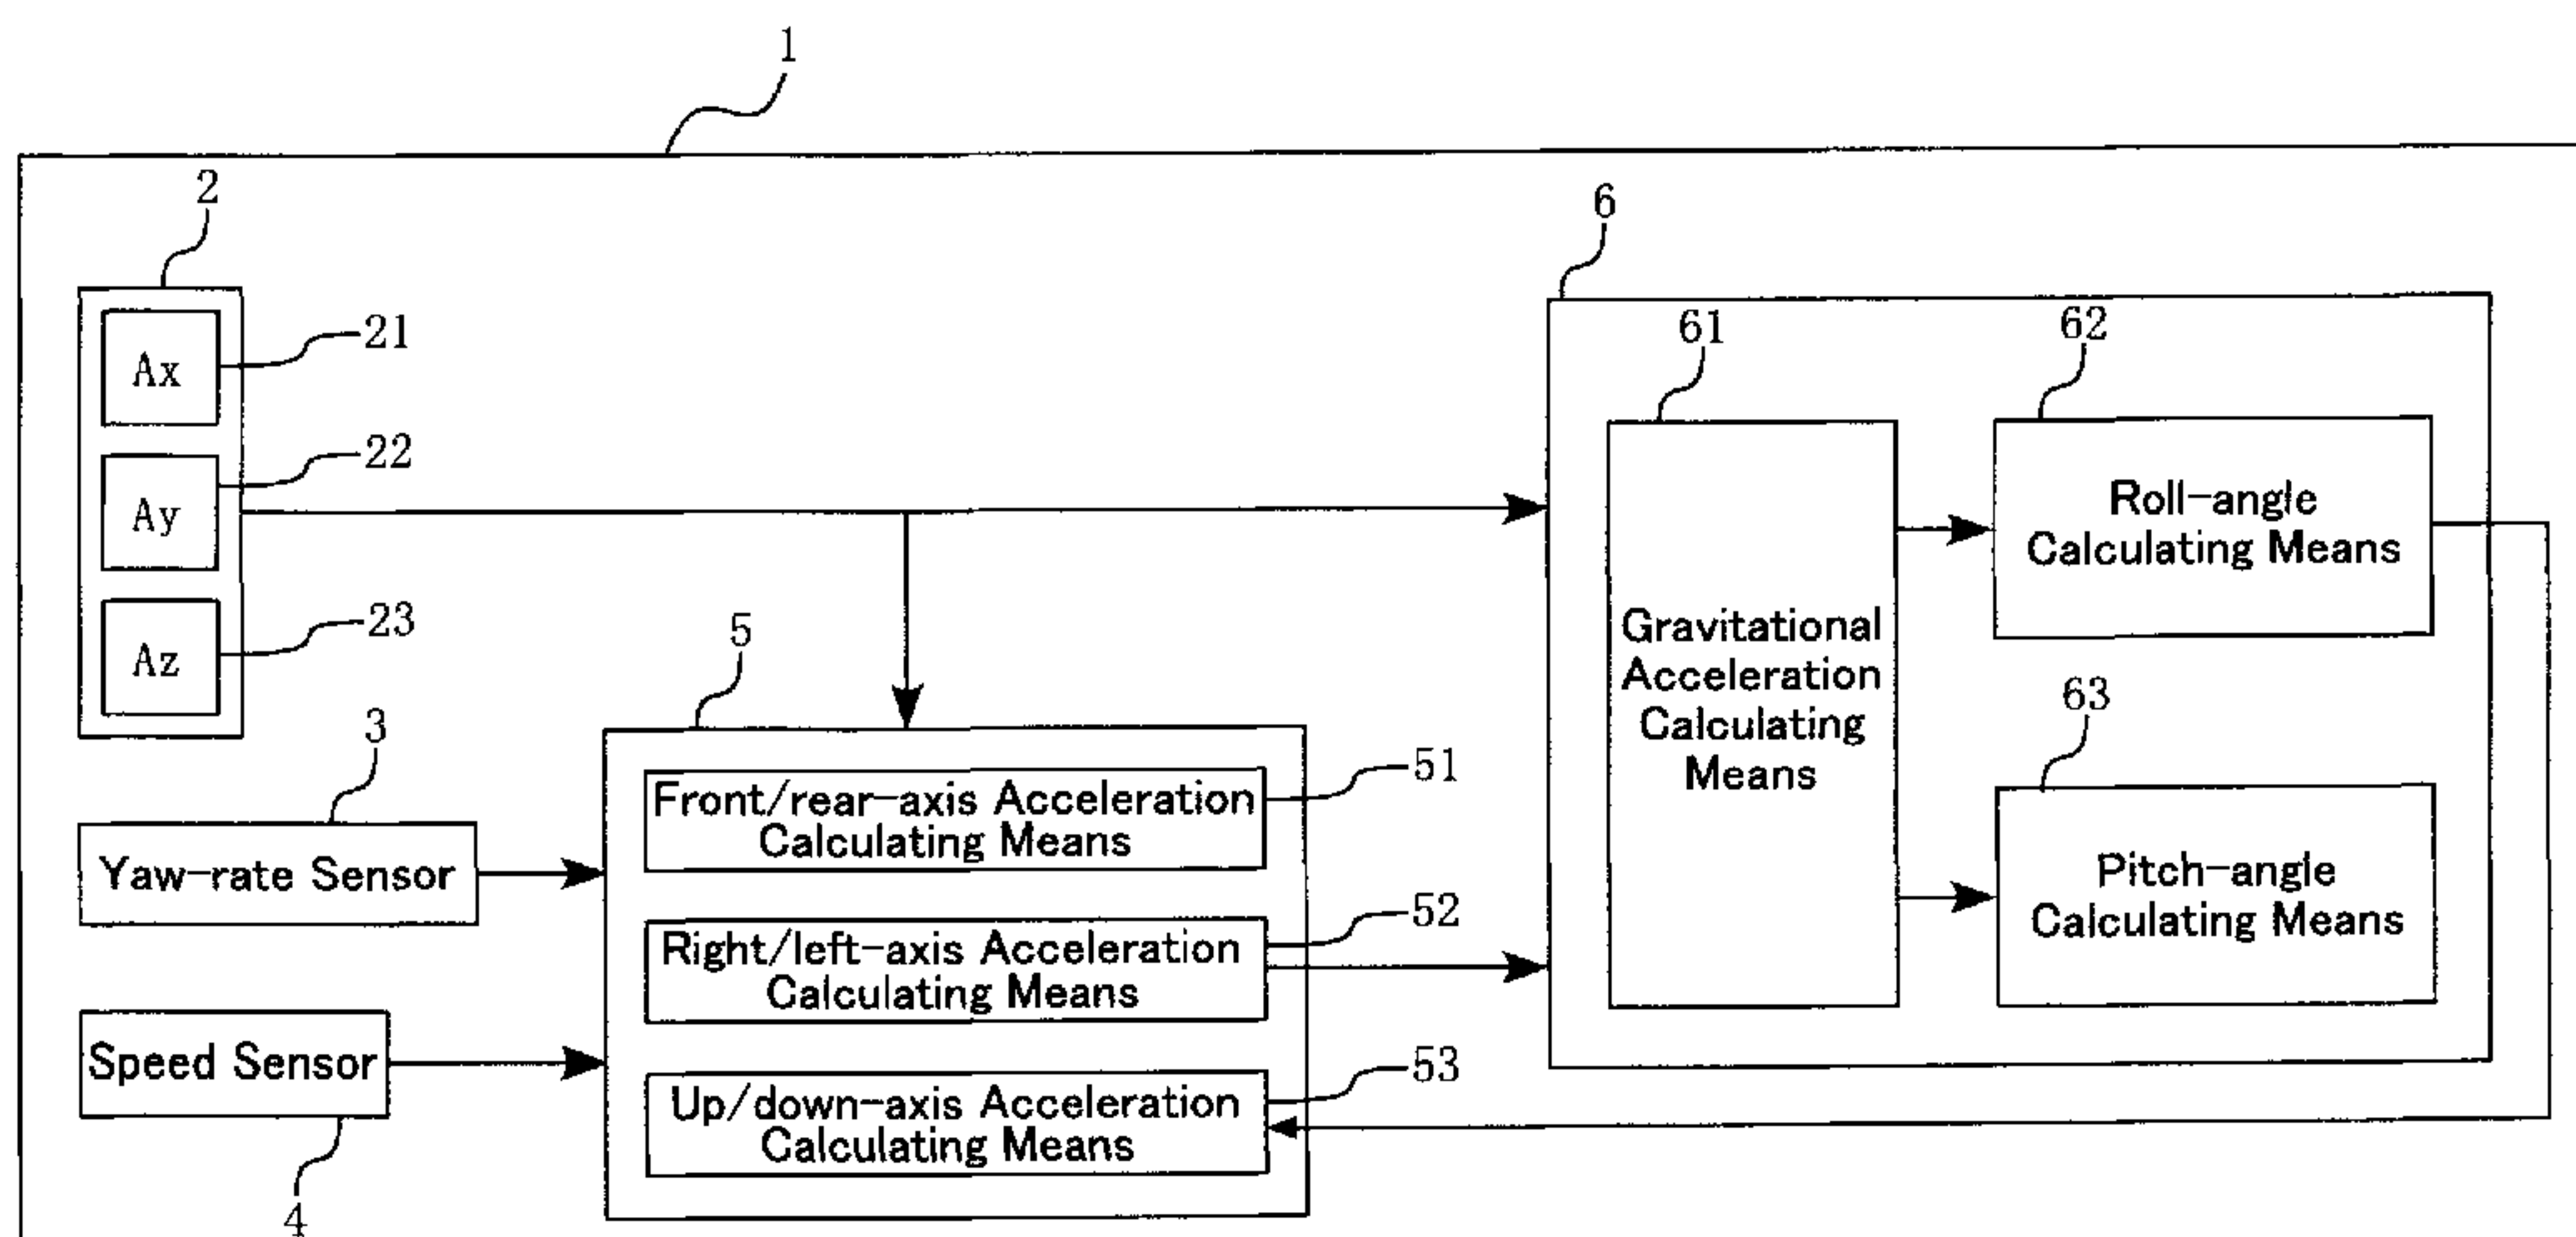 1
2
6
Ax
21
61
62
Ay
22
Roll-angle
Calculating Means
Az
23
5
Gravitational
Acceleration
Calculating
Means
63
3
Front/rear-axis Acceleration
Calculating Means
51
Yaw-rate Sensor
Pitch-angle
Calculating Means
Right/left-axis Acceleration
Calculating Means
52
Speed Sensor
Up/down-axis Acceleration
Calculating Means
53
4